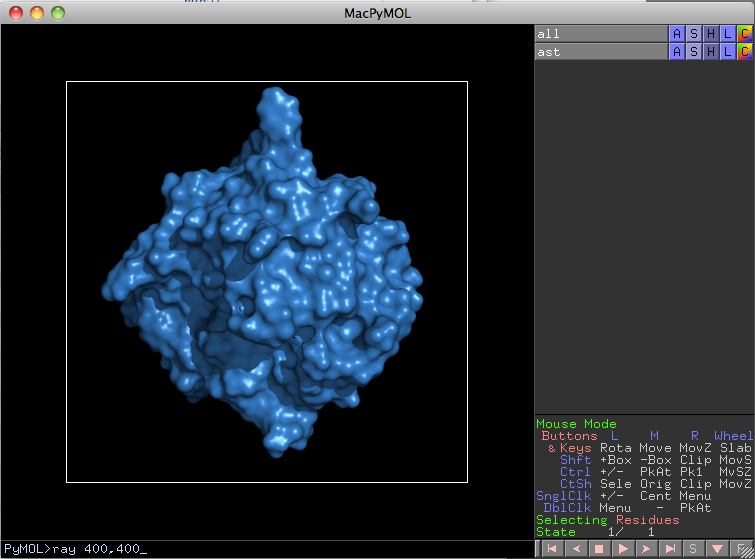 MacPyMOL
all A S H L C
ast A S H L C
Mouse Mode
Buttons L M R Wheel
& Keys Rota Move MovZ Slab
Shft +Box -Box Clip MovS
Ctrl +/- PkAt Pk1 MvSZ
CtSh Sele Orig Clip MovZ
SnglClk +/- Cent Menu
DblClk Menu - PkAt
Selecting Residues
State 1/ 1
PyMOL>ray 400,400_
S F